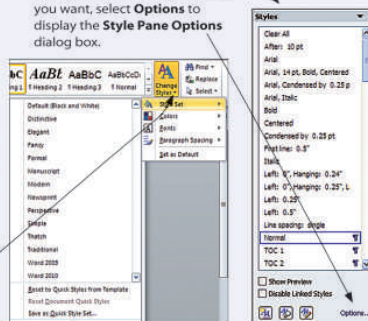 you want, select Options to
display the Style Pane Options
dialog box.
AaBb AaBbC AaBbCcD
Heading 2 Heading 3 Normal
Change
Styles
Find
Replace
Select
Style Set
Colors
Fonts
Paragraph Spacing
Set as Default
Default (Black and White)
Distinctive
Elegant
Fancy
Formal
Manuscript
Modern
Newsprint
Perspective
Simple
Thatch
Traditional
Word 2003
Word 2010
Reset to Quick Styles from Template
Reset Document Quick Styles
Save as Quick Style Set...
Styles
Clear All
After: 10 pt
Arial
Arial, 14 pt, Bold, Centered
Arial, Condensed by 0.25 p
Arial, Italic
Bold
Centered
Condensed by 0.25 pt
First line: 0.5"
Italic
Left: 0", Hanging: 0.24"
Left: 0", Hanging: 0.25", L
Left: 0.25"
Left: 0.5"
Line spacing: single
Normal
TOC 1
TOC 2
Show Preview
Disable Linked Styles
Options...